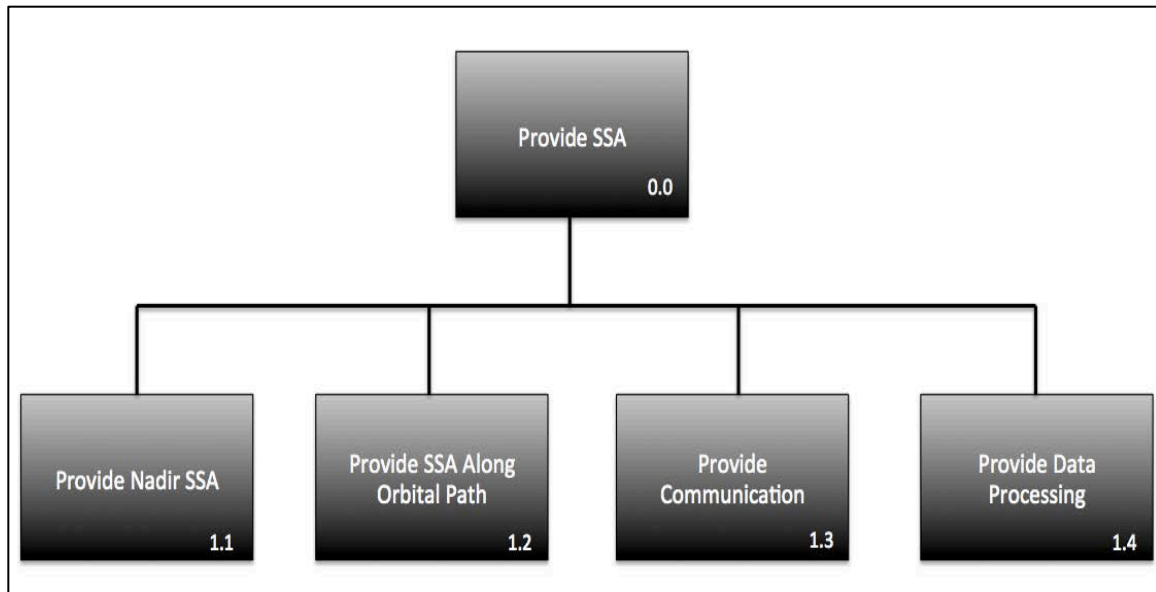 Provide SSA
0.0
Provide Nadir SSA
1.1
Provide SSA Along
Orbital Path
1.2
Provide
Communication
1.3
Provide Data
Processing
1.4